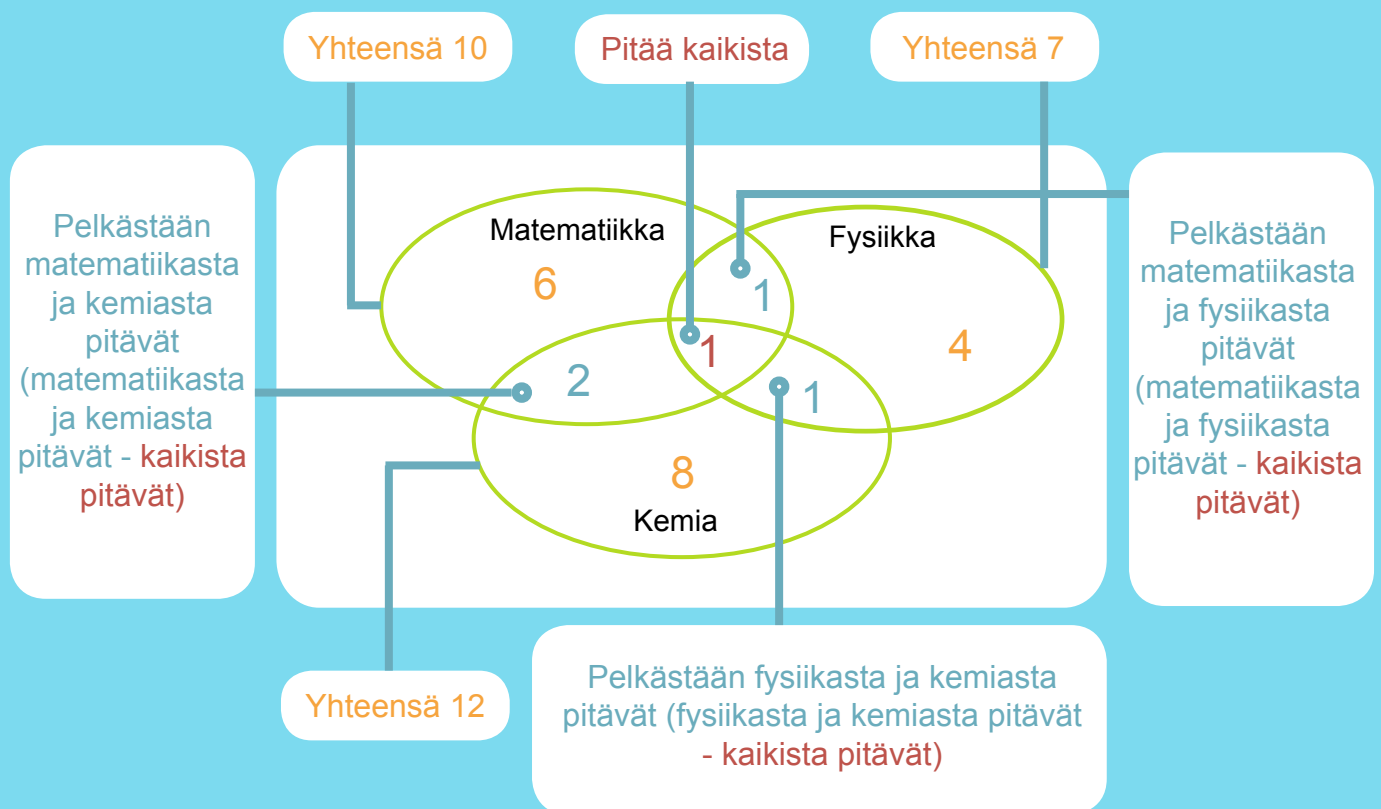 Yhteensä 10
Pitää kaikista
Yhteensä 7
Pelkästään
matematiikasta
ja kemiasta
pitävät
(matematiikasta
ja kemiasta
pitävät - kaikista
pitävät)
Matematiikka
Fysiikka
6
1
1
4
2
1
8
Kemia
Pelkästään
matematiikasta
ja fysiikasta
pitävät
(matematiikasta
ja fysiikasta
pitävät - kaikista
pitävät)
Yhteensä 12
Pelkästään fysiikasta ja kemiasta
pitävät (fysiikasta ja kemiasta pitävät
- kaikista pitävät)